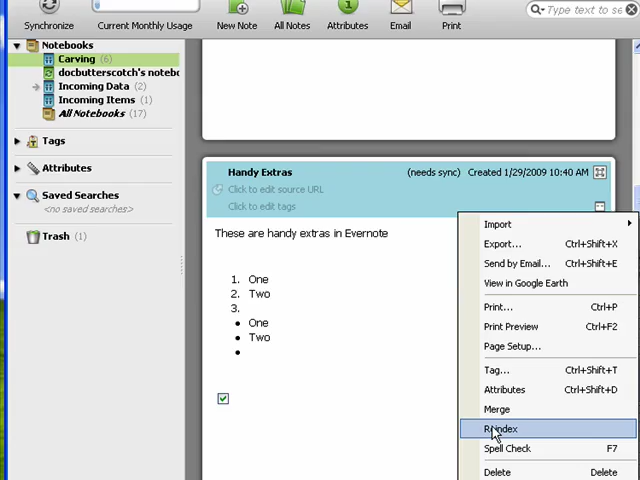 Synchronize
Current Monthly Usage
New Note
All Notes
Attributes
Email
Print
Type text to se
Notebooks
Carving (6)
docbutterscotch's notebo
Incoming Data (2)
Incoming Items (1)
All Notebooks (17)
Tags
Attributes
Saved Searches
<no saved searches>
Trash (1)
Handy Extras (needs sync) Created 1/29/2009 10:40 AM
Click to edit source URL
Click to edit tags
These are handy extras in Evernote
1. One
2. Two
3.
• One
• Two
•
Import
Export... Ctrl+Shift+X
Send by Email... Ctrl+Shift+E
View in Google Earth
Print... Ctrl+P
Print Preview Ctrl+F2
Page Setup...
Tag... Ctrl+Shift+T
Attributes Ctrl+Shift+D
Merge
Reindex
Spell Check F7
Delete Delete